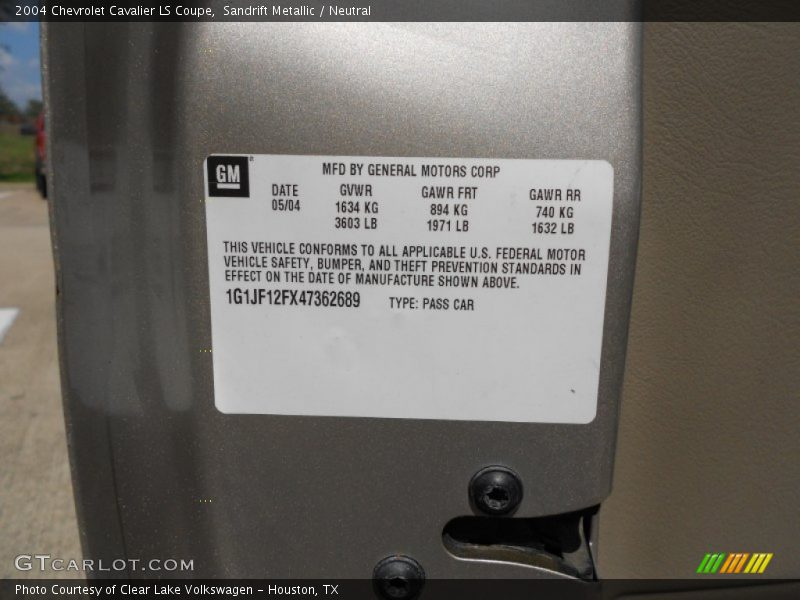 2004 Chevrolet Cavalier LS Coupe, Sandrift Metallic / Neutral
GM
MFD BY GENERAL MOTORS CORP
DATE GVWR GAWR FRT GAWR RR
05/04 1634 KG 894 KG 740 KG
3603 LB 1971 LB 1632 LB
THIS VEHICLE CONFORMS TO ALL APPLICABLE U.S. FEDERAL MOTOR
VEHICLE SAFETY, BUMPER, AND THEFT PREVENTION STANDARDS IN
EFFECT ON THE DATE OF MANUFACTURE SHOWN ABOVE.
1G1JF12FX47362689 TYPE: PASS CAR
GTCARLOT.COM
Photo Courtesy of Clear Lake Volkswagen – Houston, TX